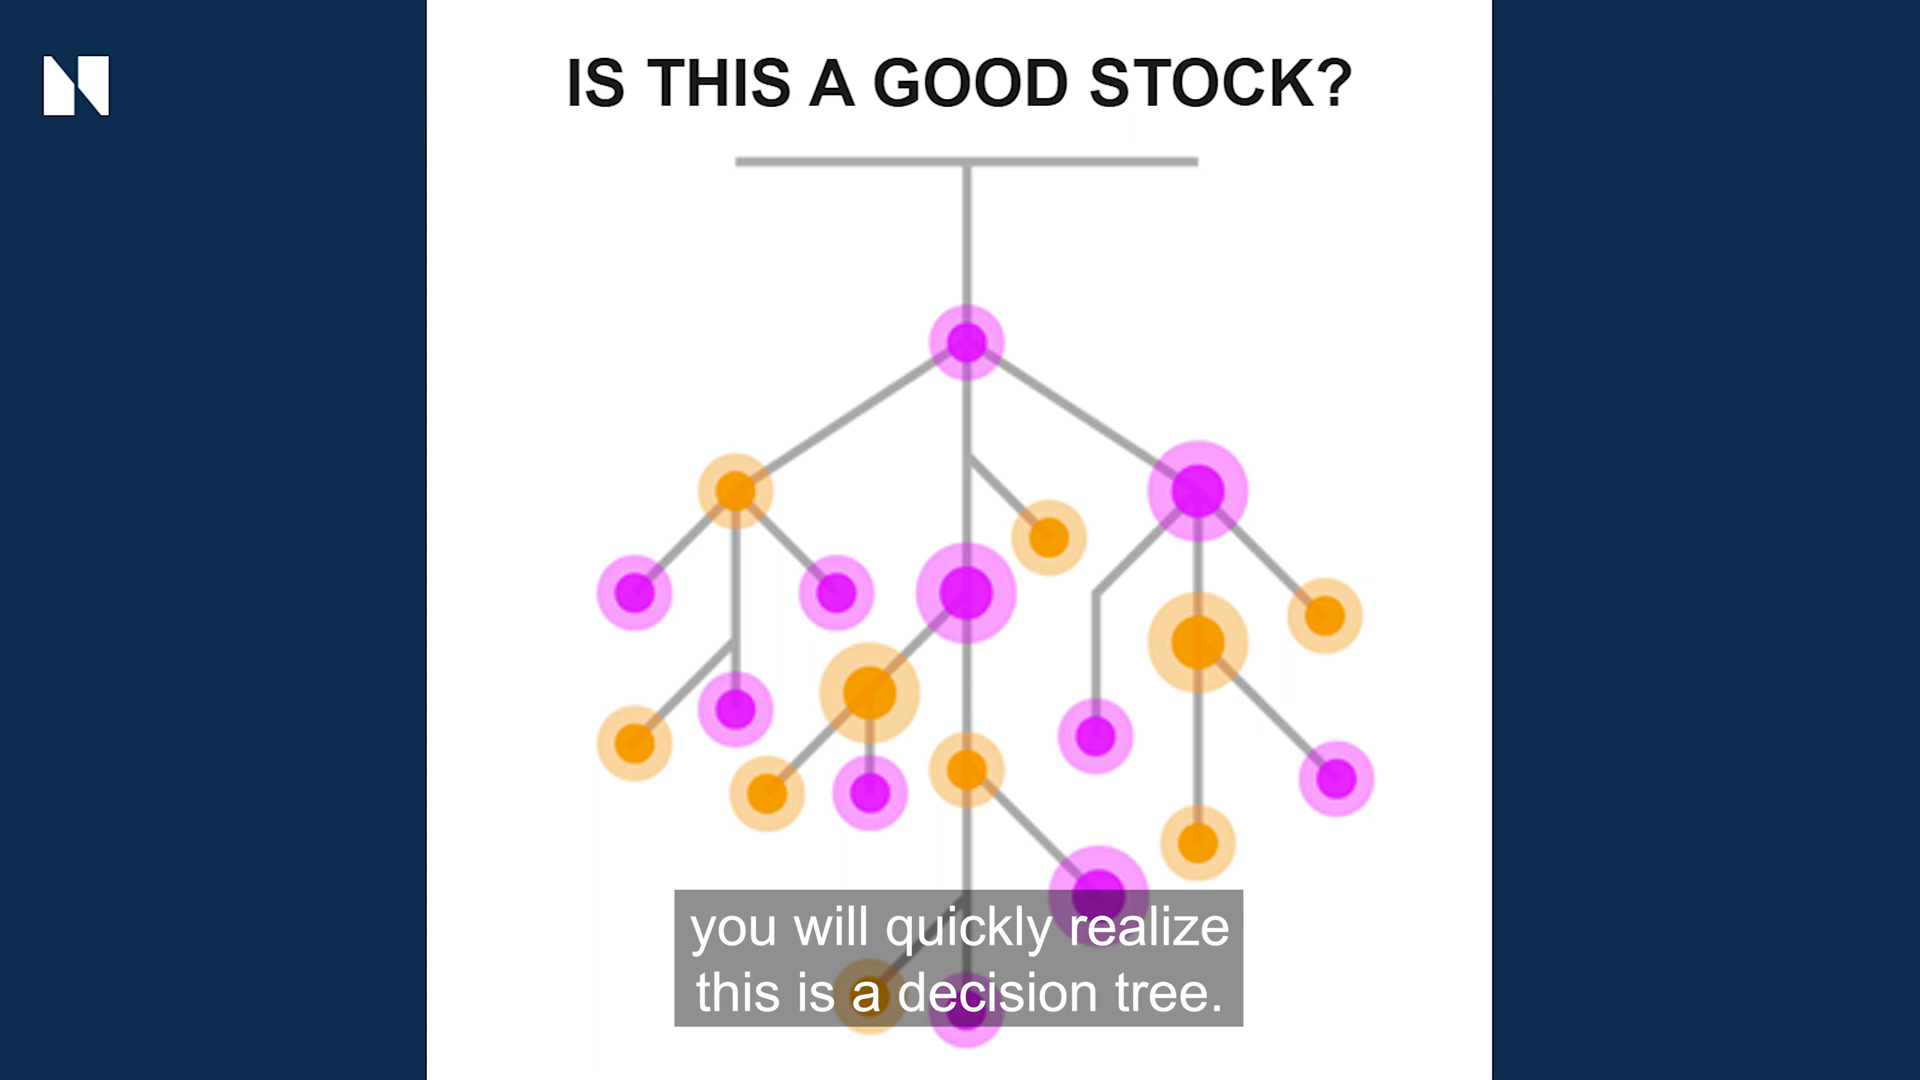 IS THIS A GOOD STOCK?
you will quickly realize
this is a decision tree.